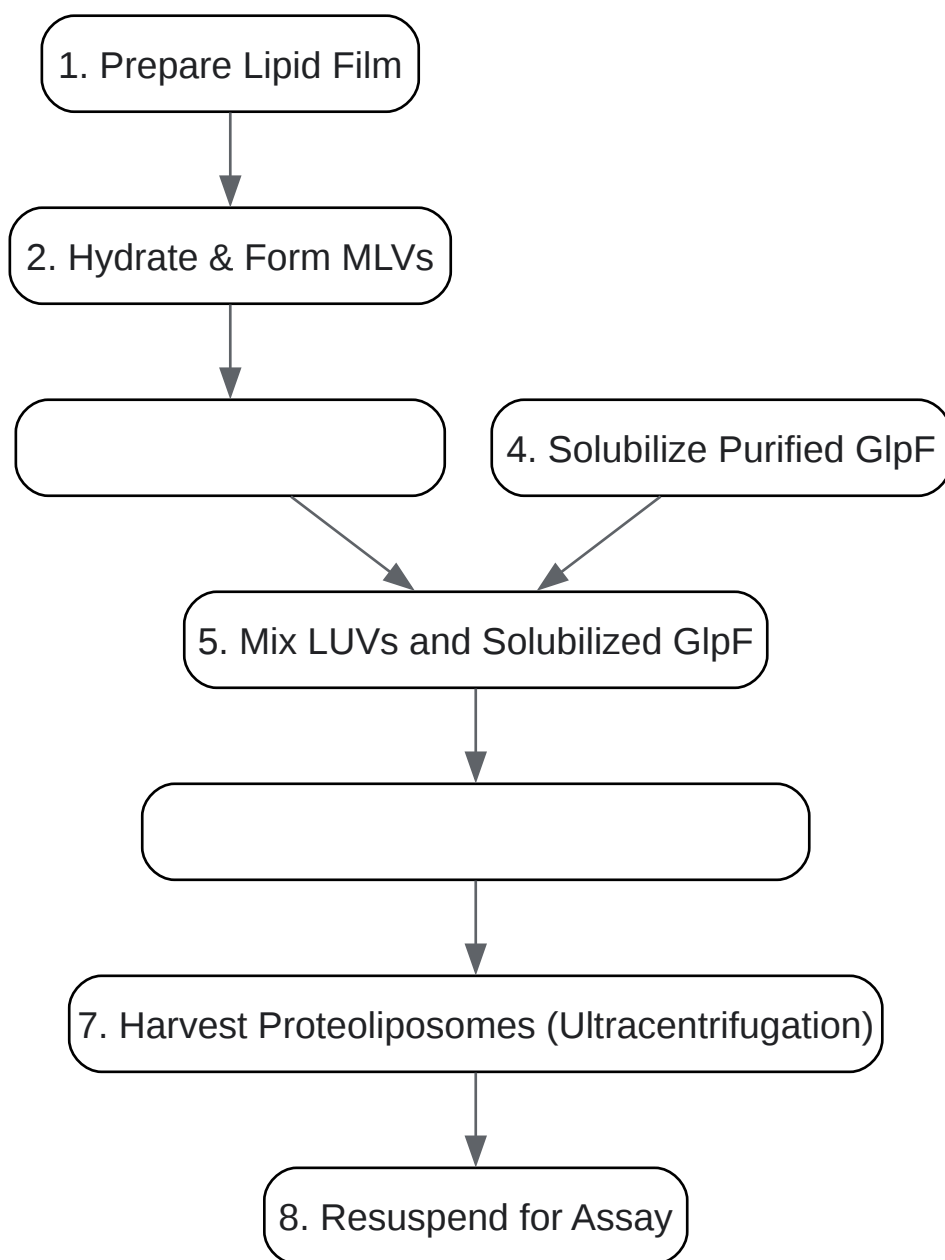 1. Prepare Lipid Film
2. Hydrate & Form MLVs
4. Solubilize Purified GlpF
5. Mix LUVs and Solubilized GlpF
7. Harvest Proteoliposomes (Ultracentrifugation)
8. Resuspend for Assay